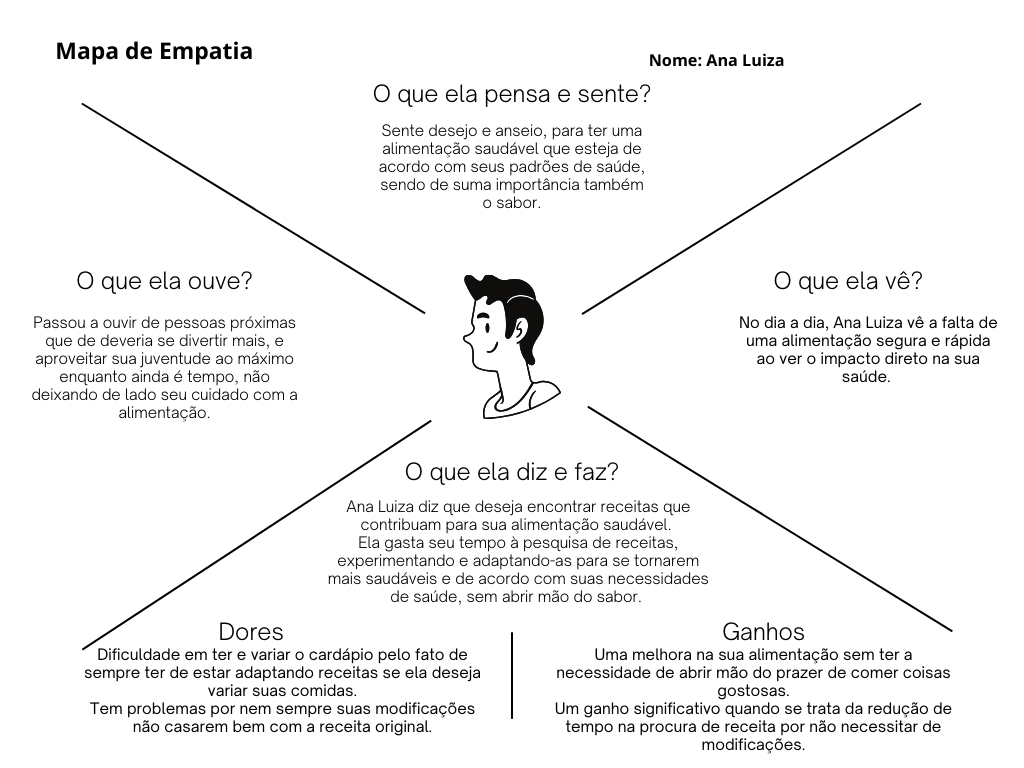 Mapa de Empatia
Nome: Ana Luiza
O que ela pensa e sente?
Sente desejo e anseio, para ter uma
alimentação saudável que esteja de
acordo com seus padrões de saúde,
sendo de suma importância também
o sabor.
O que ela ouve?
Passou a ouvir de pessoas próximas
que de deveria se divertir mais, e
aproveitar sua juventude ao máximo
enquanto ainda é tempo, não
deixando de lado seu cuidado com a
alimentação.
O que ela vê?
No dia a dia, Ana Luiza vê a falta de
uma alimentação segura e rápida
ao ver o impacto direto na sua
saúde.
O que ela diz e faz?
Ana Luiza diz que deseja encontrar receitas que
contribuam para sua alimentação saudável.
Ela gasta seu tempo à pesquisa de receitas,
experimentando e adaptando-as para se tornarem
mais saudáveis e de acordo com suas necessidades
de saúde, sem abrir mão do sabor.
Dores
Dificuldade em ter e variar o cardápio pelo fato de
sempre ter de estar adaptando receitas se ela deseja
variar suas comidas.
Tem problemas por nem sempre suas modificações
não casarem bem com a receita original.
Ganhos
Uma melhora na sua alimentação sem ter a
necessidade de abrir mão do prazer de comer coisas
gostosas.
Um ganho significativo quando se trata da redução de
tempo na procura de receita por não necessitar de
modificações.